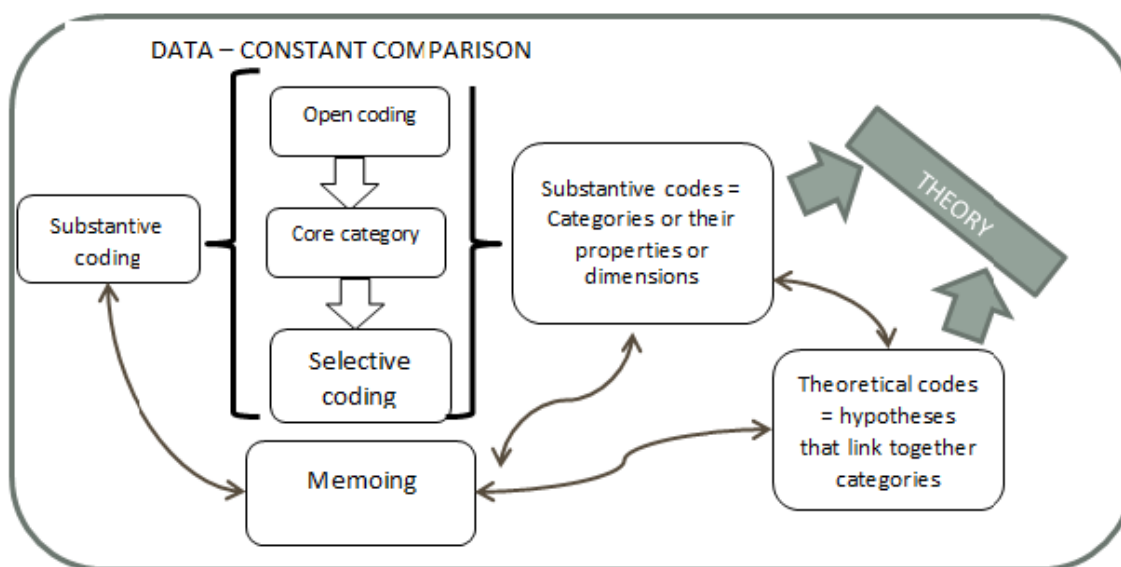 DATA – CONSTANT COMPARISON
Open coding
Substantive
coding
Core category
Selective
coding
Memoing
Substantive codes =
Categories or their
properties or
dimensions
THEORY
Theoretical codes
= hypotheses
that link together
categories